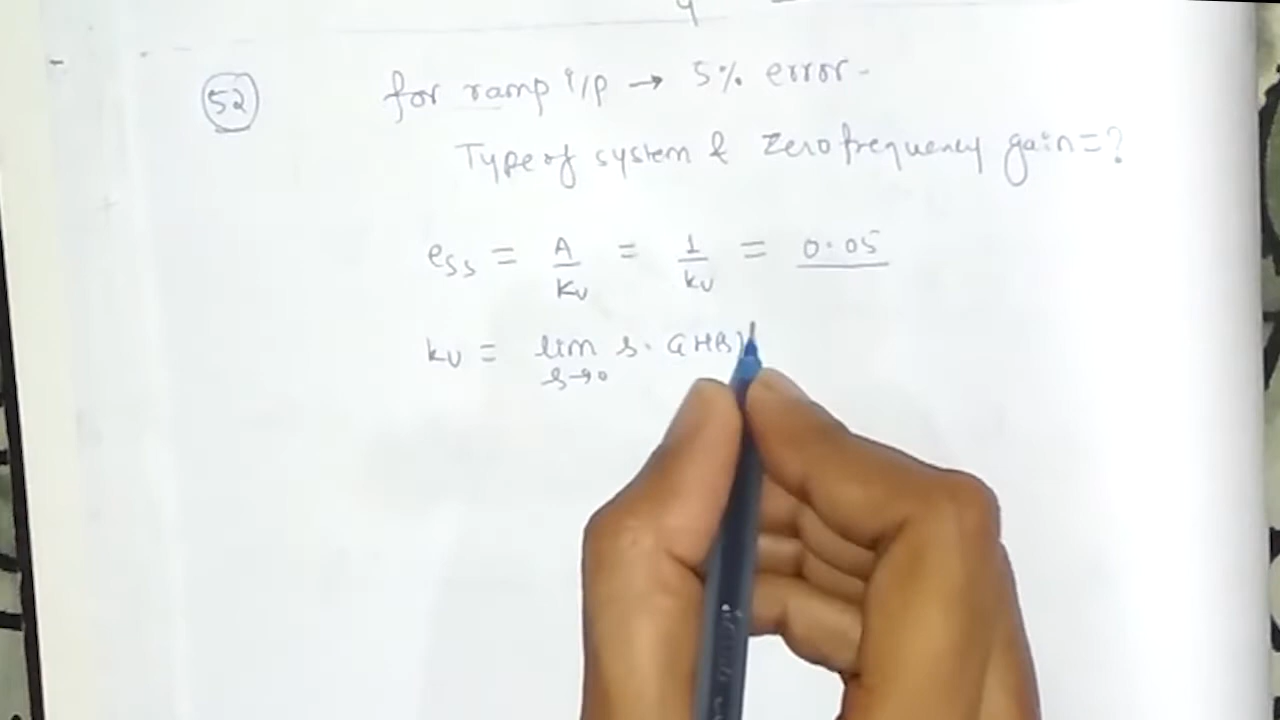 52
for ramp i/p → 5% error-
Type of system & zero frequency gain = ?
ess = A/Kv = 1/kv = 0.05
kv = lim s→0 s. GH(s)